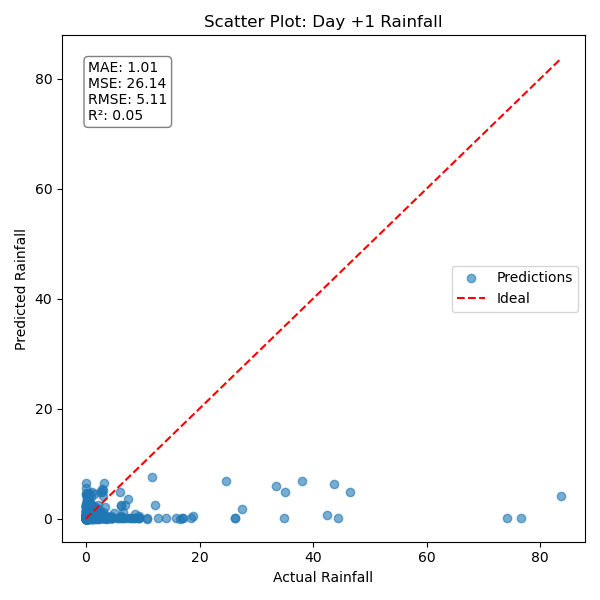 Scatter Plot: Day +1 Rainfall
MAE: 1.01
MSE: 26.14
RMSE: 5.11
R²: 0.05
80
60
40
20
0
Predicted Rainfall
Predictions
Ideal
0
20
40
60
80
Actual Rainfall